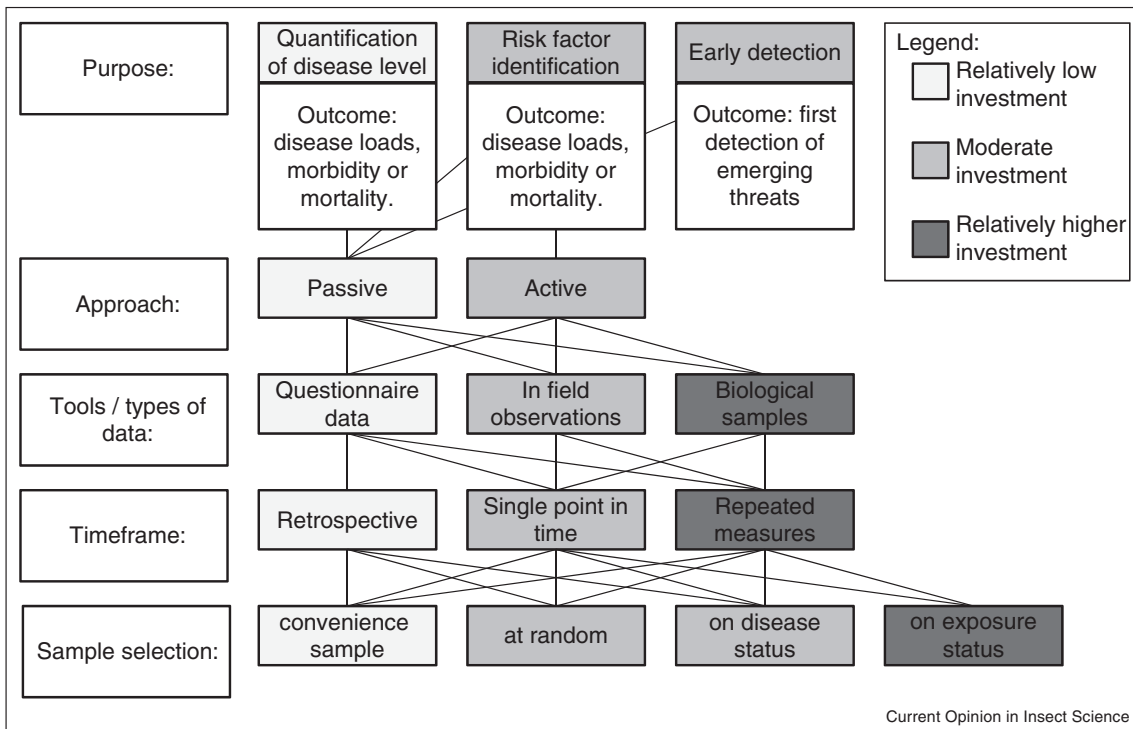 Purpose:
Quantification
of disease level
Outcome:
disease loads,
morbidity or
mortality.
Risk factor
identification
Outcome:
disease loads,
morbidity or
mortality.
Early detection
Outcome: first
detection of
emerging
threats
Legend:
Relatively low
investment
Moderate
investment
Relatively higher
investment
Approach:
Passive
Active
Tools / types of
data:
Questionnaire
data
In field
observations
Biological
samples
Timeframe:
Retrospective
Single point in
time
Repeated
measures
Sample selection:
convenience
sample
at random
on disease
status
on exposure
status
Current Opinion in Insect Science